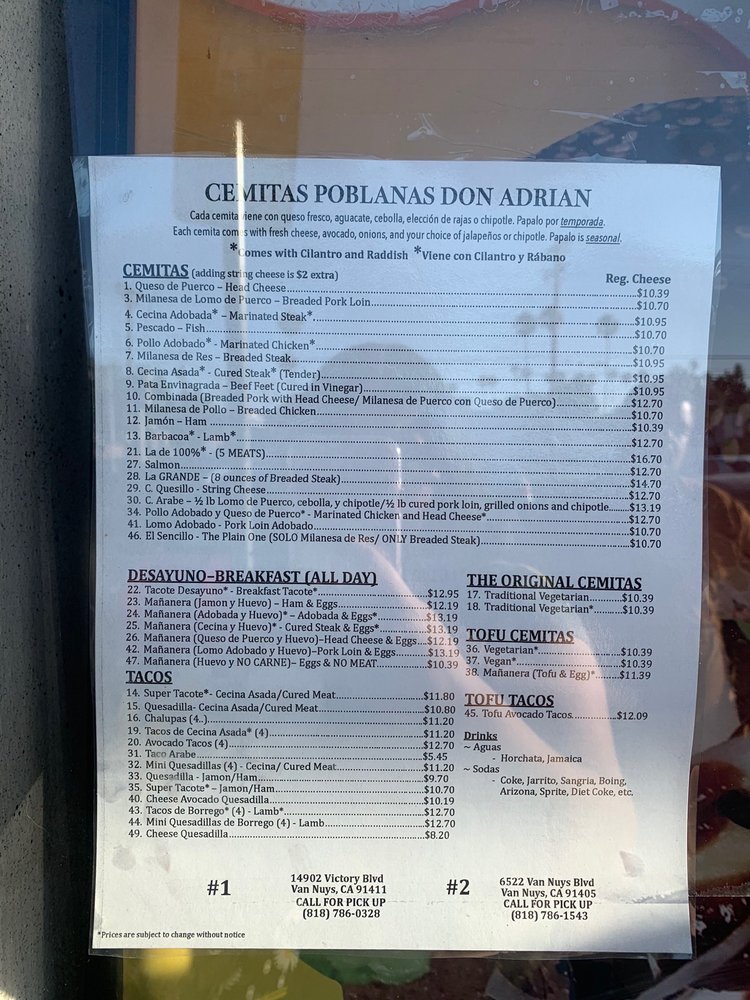 CEMITAS POBLANAS DON ADRIAN
Cada cemita viene con queso fresco, aguacate, cebolla, elección de rajas o chipotle. Papalo por temporada.
Each cemita comes with fresh cheese, avocado, onions, and your choice of jalapeños or chipotle. Papalo is seasonal.
*Comes with Cilantro and Raddish *Viene con Cilantro y Rábano
CEMITAS (adding string cheese is $2 extra) Reg. Cheese
1. Queso de Puerco – Head Cheese...$10.39
3. Milanesa de Lomo de Puerco – Breaded Pork Loin...$10.70
4. Cecina Adobada* – Marinated Steak*...$10.95
5. Pescado – Fish...$10.70
6. Pollo Adobado* - Marinated Chicken*...$10.70
7. Milanesa de Res – Breaded Steak...$10.95
8. Cecina Asada* - Cured Steak* (Tender)...$10.95
9. Pata Envinagrada – Beef Feet (Cured in Vinegar)...$10.95
10. Combinada (Breaded Pork with Head Cheese/ Milanesa de Puerco con Queso de Puerco)...$12.70
11. Milanesa de Pollo – Breaded Chicken...$10.70
12. Jamón – Ham...$10.39
13. Barbacoa* - Lamb*...$12.70
21. La de 100%* - (5 MEATS)...$16.70
27. Salmon...$12.70
28. La GRANDE – (8 ounces of Breaded Steak)...$14.70
29. C. Quesillo - String Cheese...$12.70
30. C. Arabe – ½ lb Lomo de Puerco, cebolla, y chipotle/½ lb cured pork loin, grilled onions and chipotle...$13.19
34. Pollo Adobado y Queso de Puerco* - Marinated Chicken and Head Cheese*...$12.70
41. Lomo Adobado - Pork Loin Adobado...$10.70
46. El Sencillo - The Plain One (SOLO Milanesa de Res/ ONLY Breaded Steak)...$10.70
DESAYUNO–BREAKFAST (ALL DAY)
22. Tacote Desayuno* - Breakfast Tacote*...$12.95
23. Mañanera (Jamon y Huevo) – Ham & Eggs...$12.19
24. Mañanera (Adobada y Huevo)* – Adobada & Eggs*...$13.19
25. Mañanera (Cecina y Huevo)* - Cured Steak & Eggs*...$13.19
26. Mañanera (Queso de Puerco y Huevo)–Head Cheese & Eggs...$12.19
42. Mañanera (Lomo Adobado y Huevo)–Pork Loin & Eggs...$13.19
47. Mañanera (Huevo y NO CARNE)– Eggs & NO MEAT...$10.39
TACOS
14. Super Tacote*- Cecina Asada/Cured Meat...$11.80
15. Quesadilla- Cecina Asada/Cured Meat...$10.80
16. Chalupas (4..)...$11.20
19. Tacos de Cecina Asada* (4)...$11.20
20. Avocado Tacos (4)...$12.70
31. Taco Arabe...$5.45
32. Mini Quesadillas (4) - Cecina/ Cured Meat...$11.20
33. Quesadilla - Jamon/Ham...$9.70
35. Super Tacote* – Jamon/Ham...$10.70
40. Cheese Avocado Quesadilla...$10.19
43. Tacos de Borrego* (4) - Lamb*...$12.70
44. Mini Quesadillas de Borrego (4) - Lamb...$12.70
49. Cheese Quesadilla...$8.20
THE ORIGINAL CEMITAS
17. Traditional Vegetarian...$10.39
18. Traditional Vegetarian*...$10.39
TOFU CEMITAS
36. Vegetarian*...$10.39
37. Vegan*...$10.39
38. Mañanera (Tofu & Egg)*...$11.39
TOFU TACOS
45. Tofu Avocado Tacos...$12.09
Drinks
~ Aguas
- Horchata, Jamaica
~ Sodas
- Coke, Jarrito, Sangria, Boing,
Arizona, Sprite, Diet Coke, etc.
#1
14902 Victory Blvd
Van Nuys, CA 91411
CALL FOR PICK UP
(818) 786-0328
#2
6522 Van Nuys Blvd
Van Nuys, CA 91405
CALL FOR PICK UP
(818) 786-1543
*Prices are subject to change without notice